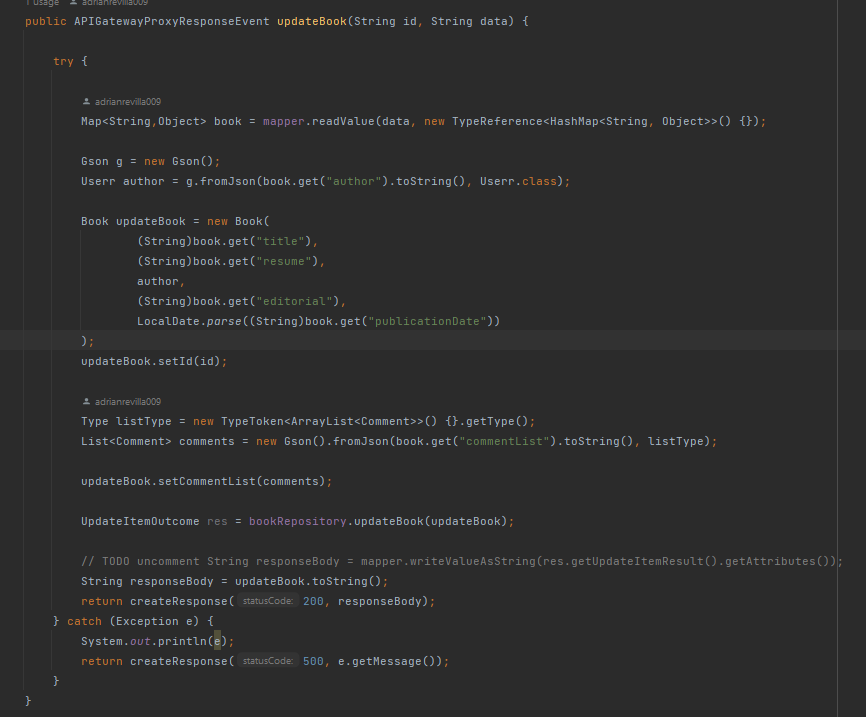 1 usage adrianrevilla009
public APIGatewayProxyResponseEvent updateBook(String id, String data) {
try {
adrianrevilla009
Map<String,Object> book = mapper.readValue(data, new TypeReference<HashMap<String, Object>>() {});
Gson g = new Gson();
Userr author = g.fromJson(book.get("author").toString(), Userr.class);
Book updateBook = new Book(
(String)book.get("title"),
(String)book.get("resume"),
author,
(String)book.get("editorial"),
LocalDate.parse((String)book.get("publicationDate"))
);
updateBook.setId(id);
adrianrevilla009
Type listType = new TypeToken<ArrayList<Comment>>() {}.getType();
List<Comment> comments = new Gson().fromJson(book.get("commentList").toString(), listType);
updateBook.setCommentList(comments);
UpdateItemOutcome res = bookRepository.updateBook(updateBook);
// TODO uncomment String responseBody = mapper.writeValueAsString(res.getUpdateItemResult().getAttributes());
String responseBody = updateBook.toString();
return createResponse( statusCode: 200, responseBody);
} catch (Exception e) {
System.out.println(e);
return createResponse( statusCode: 500, e.getMessage());
}
}